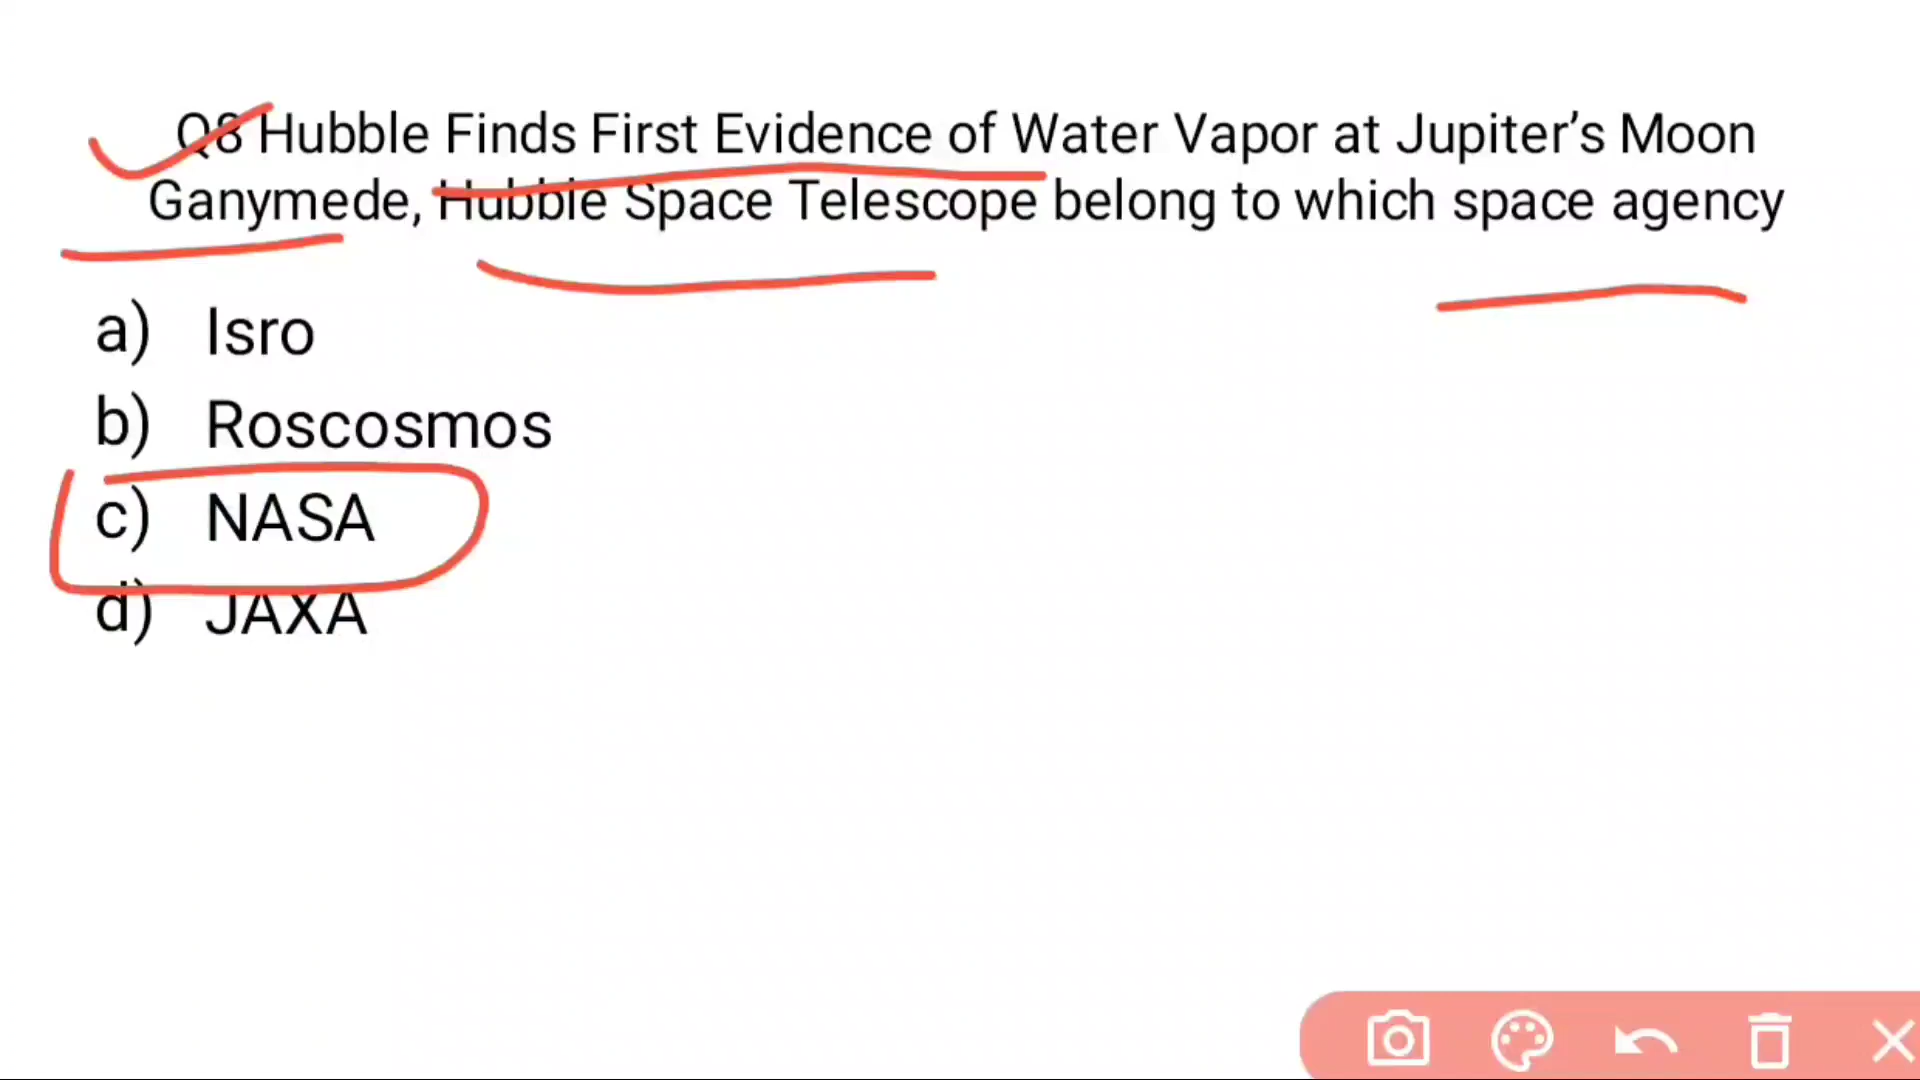 Q8 Hubble Finds First Evidence of Water Vapor at Jupiter’s Moon
Ganymede, Hubble Space Telescope belong to which space agency
a) Isro
b) Roscosmos
c) NASA
d) JAXA